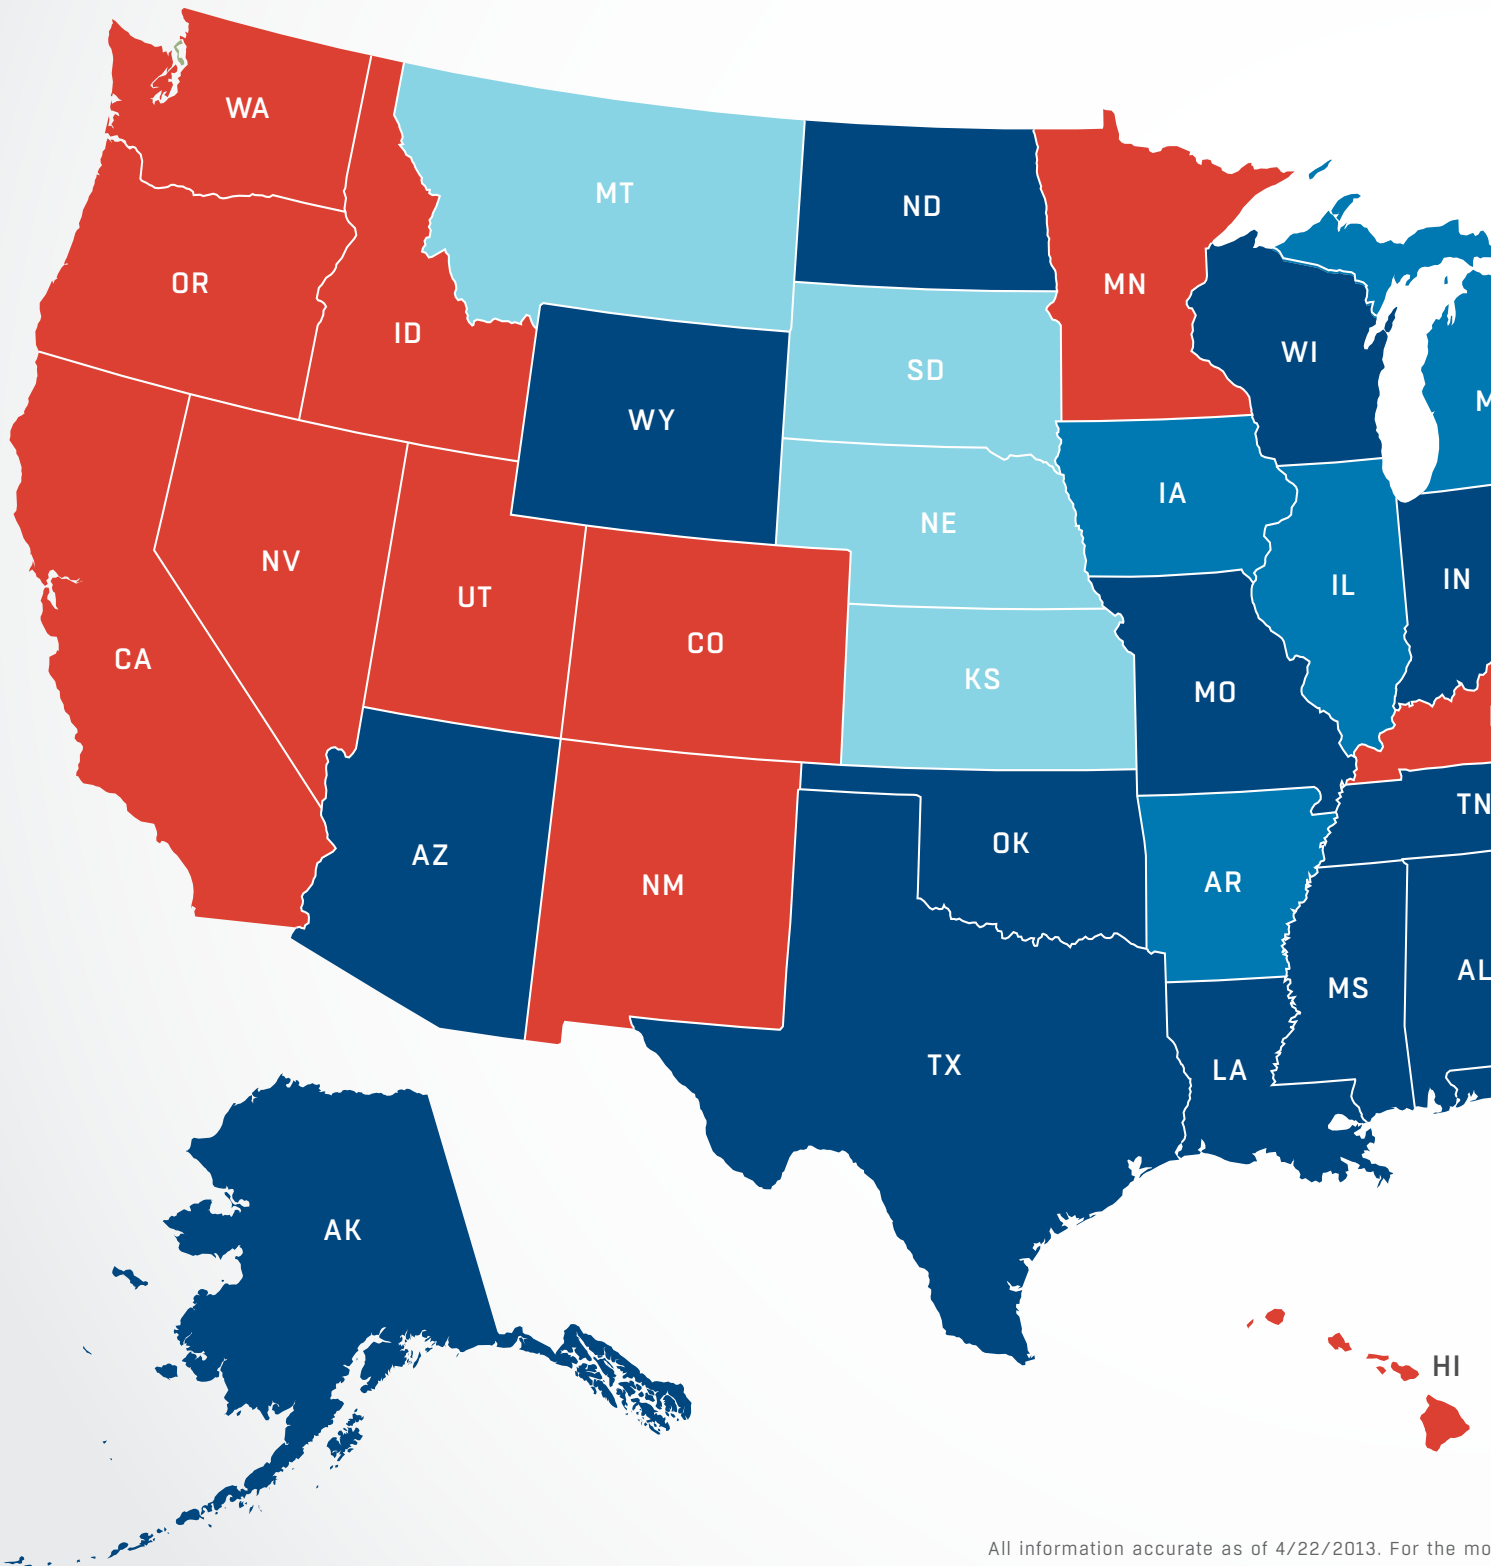 WA
MT
ND
OR
MN
ID
WI
SD
WY
M
IA
NE
NV
IN
IL
UT
CO
CA
KS
MO
TN
OK
AZ
AR
NM
AL
MS
TX
LA
AK
HI
All information accurate as of 4/22/2013. For the mo